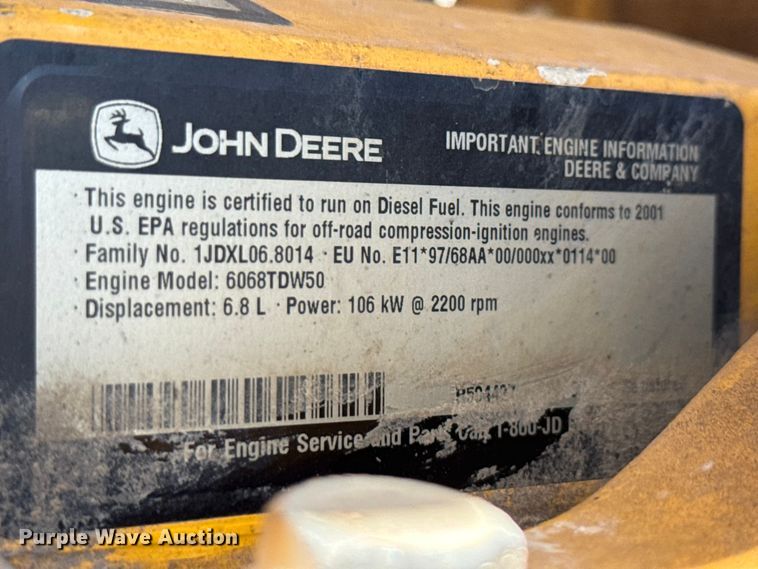 JOHN DEERE
IMPORTANT ENGINE INFORMATION
DEERE & COMPANY
· This engine is certified to run on Diesel Fuel. This engine conforms to 2001
U.S. EPA regulations for off-road compression-ignition engines.
· Family No. 1JDXL06.8014 · EU No. E11*97/68AA*00/000xx*0114*00
· Engine Model: 6068TDW50
· Displacement: 6.8 L · Power: 106 kW @ 2200 rpm
For Engine Service and Parts Call 1-800-JD
Purple Wave Auction